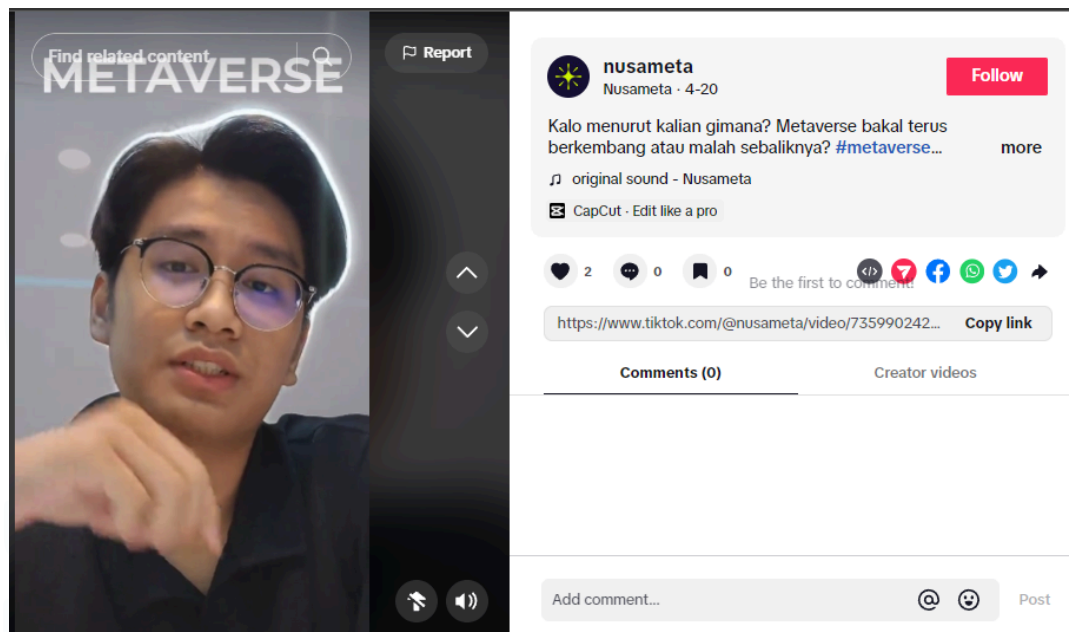 Find related content
METAVERSE
Report
nusameta
Nusameta · 4-20
Follow
Kalo menurut kalian gimana? Metaverse bakal terus
berkembang atau malah sebaliknya? #metaverse...
more
original sound - Nusameta
CapCut · Edit like a pro
2
0
0
Be the first to comment!
https://www.tiktok.com/@nusameta/video/735990242...
Copy link
Comments (0)
Creator videos
Add comment...
Post